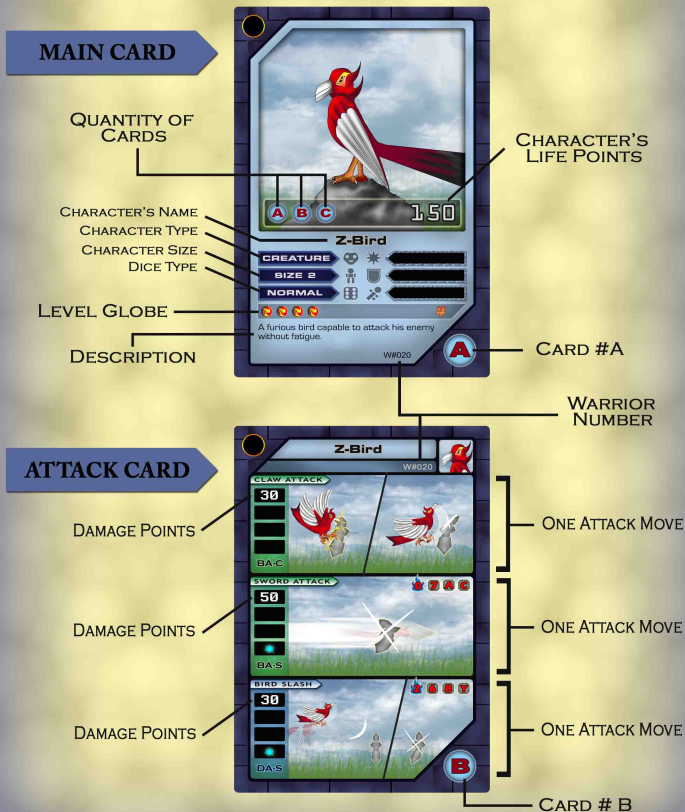 MAIN CARD
QUANTITY OF
CARDS
CHARACTER'S
LIFE POINTS
A B C
150
CHARACTER'S NAME
Z-Bird
CHARACTER TYPE
CREATURE
CHARACTER SIZE
SIZE 2
DICE TYPE
NORMAL
LEVEL GLOBE
A furious bird capable to attack his enemy
without fatigue.
DESCRIPTION
W#020
A
CARD #A
WARRIOR
NUMBER
ATTACK CARD
Z-Bird
W#020
CLAW ATTACK
30
DAMAGE POINTS
ONE ATTACK MOVE
BA-C
SWORD ATTACK
7 A C
50
DAMAGE POINTS
ONE ATTACK MOVE
BA-S
BIRD SLASH
30
DAMAGE POINTS
ONE ATTACK MOVE
DA-S
B
CARD # B